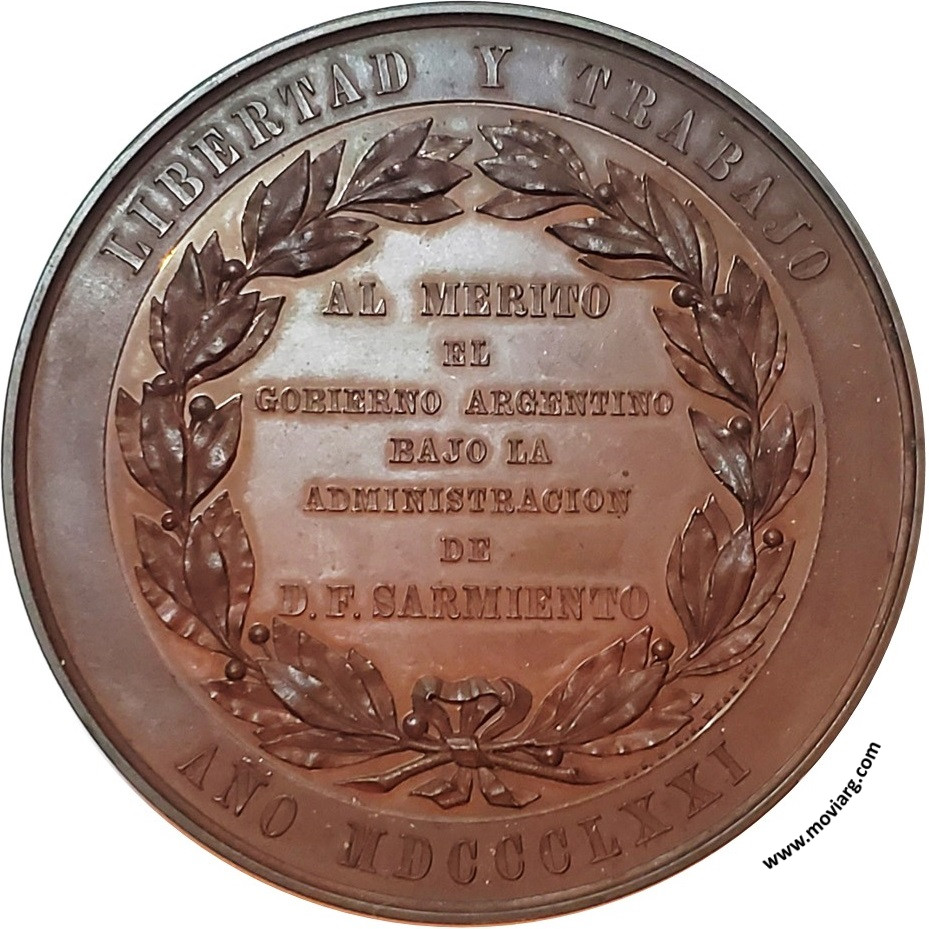 LIBERTAD Y TRABAJO
AL MERITO
EL
GOBIERNO ARGENTINO
BAJO LA
ADMINISTRACION
DE
D. F. SARMIENTO
AÑO MDCCCLXXI
www.moviarg.com